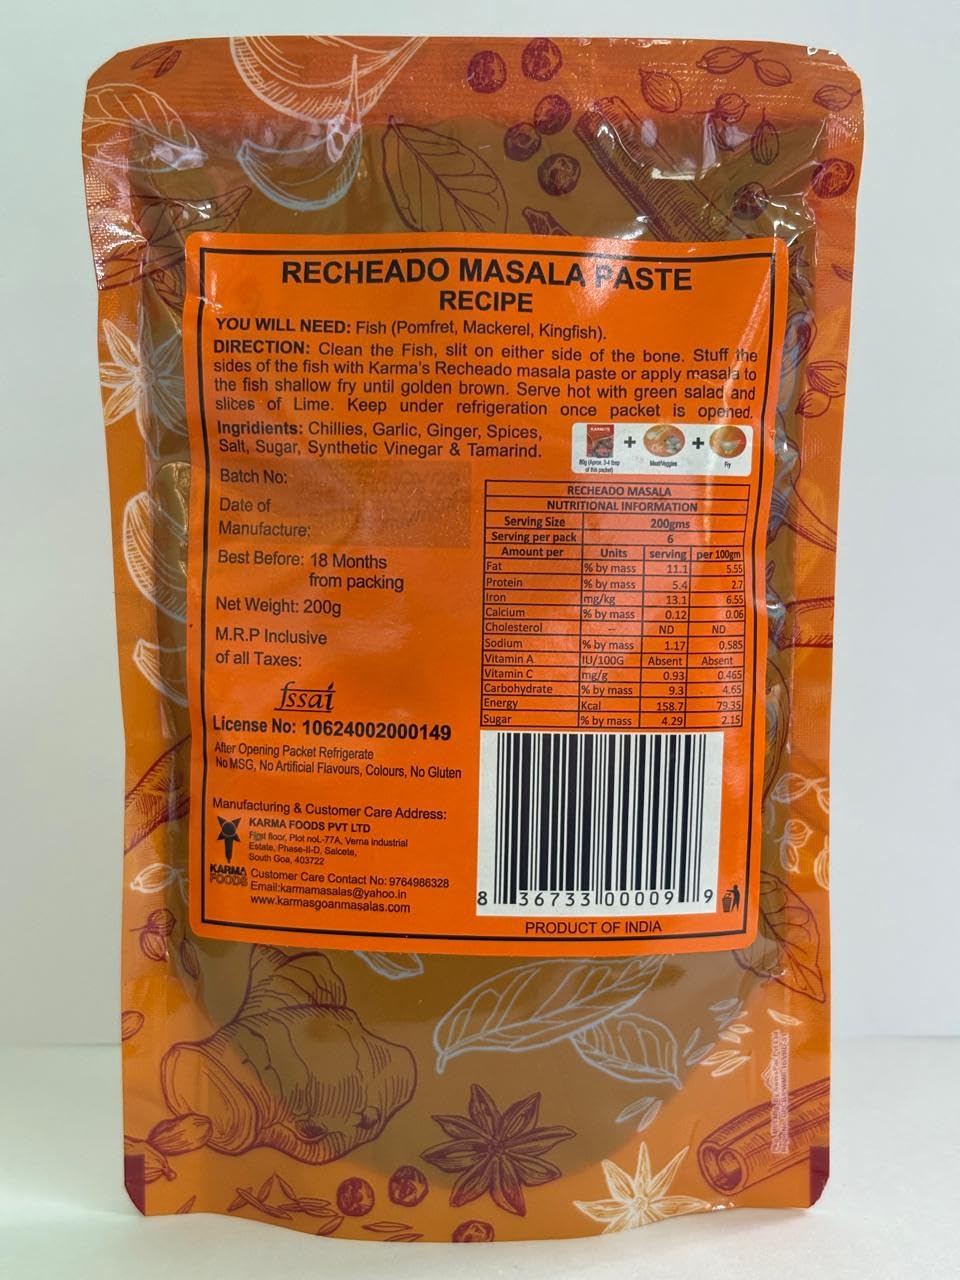 RECHEADO MASALA PASTE
RECIPE
YOU WILL NEED: Fish (Pomfret, Mackerel, Kingfish).
DIRECTION: Clean the Fish, slit on either side of the bone. Stuff the
sides of the fish with Karma's Recheado masala paste or apply masala to
the fish shallow fry until golden brown. Serve hot with green salad and
slices of Lime. Keep under refrigeration once packet is opened.
Ingridients: Chillies, Garlic, Ginger, Spices,
Salt, Sugar, Synthetic Vinegar & Tamarind.
+ +
Meat/Veggies
Fry
of this packet)
Batch No:
Date of
Manufacture:
Best Before: 18 Months
from packing
Net Weight: 200g
M.R.P Inclusive
of all Taxes:
fssai
License No: 10624002000149
After Opening Packet Refrigerate
No MSG, No Artificial Flavours, Colours, No Gluten
RECHEADO MASALA
NUTRITIONAL INFORMATION
Serving Size 200gms
Serving per pack 6
Amount per Units serving per 100gm
Fat % by mass 11.1 5.55
Protein % by mass 5.4 2.7
Iron mg/kg 13.1 6.55
Calcium % by mass 0.12 0.06
Cholesterol -- ND ND
Sodium % by mass 1.17 0.585
Vitamin A IU/100G Absent Absent
Vitamin C mg/g 0.93 0.465
Carbohydrate % by mass 9.3 4.65
Energy Kcal 158.7 79.35
Sugar % by mass 4.29 2.15
Manufacturing & Customer Care Address:
KARMA FOODS PVT LTD
First floor, Plot noL-77A, Verna Industrial
Estate, Phase-II-D, Salcete,
South Goa, 403722
KARMA
FOODS
Customer Care Contact No: 9764986328
Email:karmamasalas@yahoo.in
www.karmasgoanmasalas.com
8 36733 00009 9
PRODUCT OF INDIA